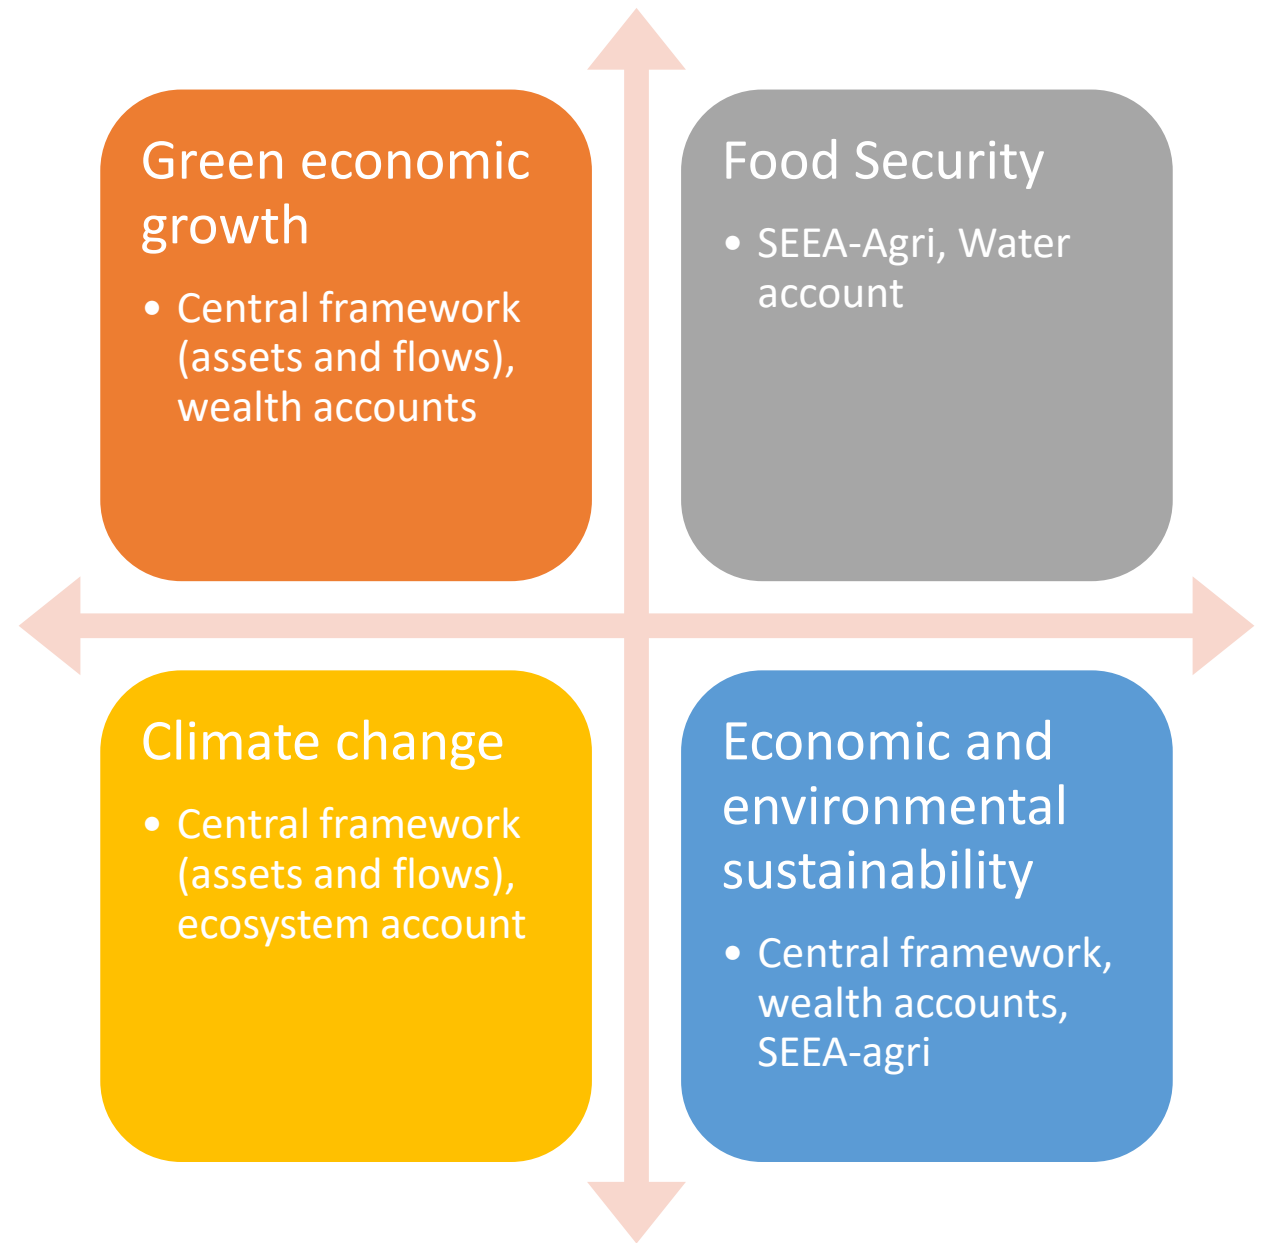 Green economic
growth
• Central framework
(assets and flows),
wealth accounts
Food Security
• SEEA-Agri, Water
account
Climate change
• Central framework
(assets and flows),
ecosystem account
Economic and
environmental
sustainability
• Central framework,
wealth accounts,
SEEA-agri